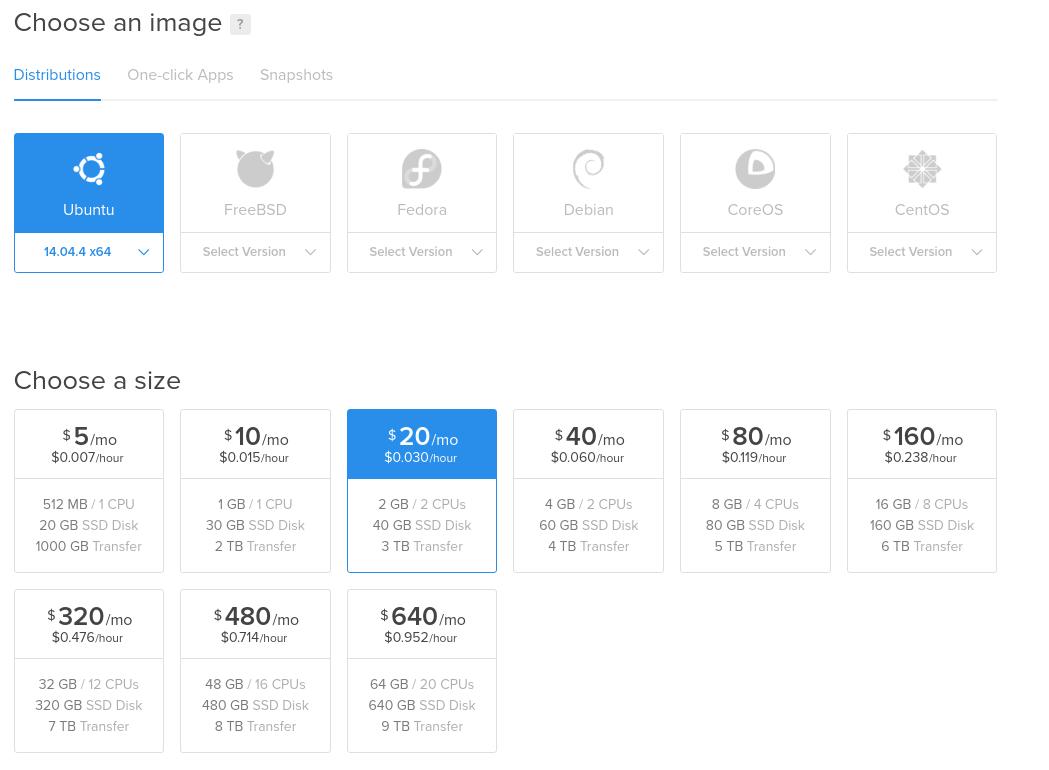 Choose an image ?
Distributions One-click Apps Snapshots
Ubuntu FreeBSD Fedora Debian CoreOS CentOS
14.04.4 x64 Select Version Select Version Select Version Select Version Select Version
Choose a size
$5/mo $10/mo $20/mo $40/mo $80/mo $160/mo
$0.007/hour $0.015/hour $0.030/hour $0.060/hour $0.119/hour $0.238/hour
512 MB / 1 CPU 1 GB / 1 CPU 2 GB / 2 CPUs 4 GB / 2 CPUs 8 GB / 4 CPUs 16 GB / 8 CPUs
20 GB SSD Disk 30 GB SSD Disk 40 GB SSD Disk 60 GB SSD Disk 80 GB SSD Disk 160 GB SSD Disk
1000 GB Transfer 2 TB Transfer 3 TB Transfer 4 TB Transfer 5 TB Transfer 6 TB Transfer
$320/mo $480/mo $640/mo
$0.476/hour $0.714/hour $0.952/hour
32 GB / 12 CPUs 48 GB / 16 CPUs 64 GB / 20 CPUs
320 GB SSD Disk 480 GB SSD Disk 640 GB SSD Disk
7 TB Transfer 8 TB Transfer 9 TB Transfer